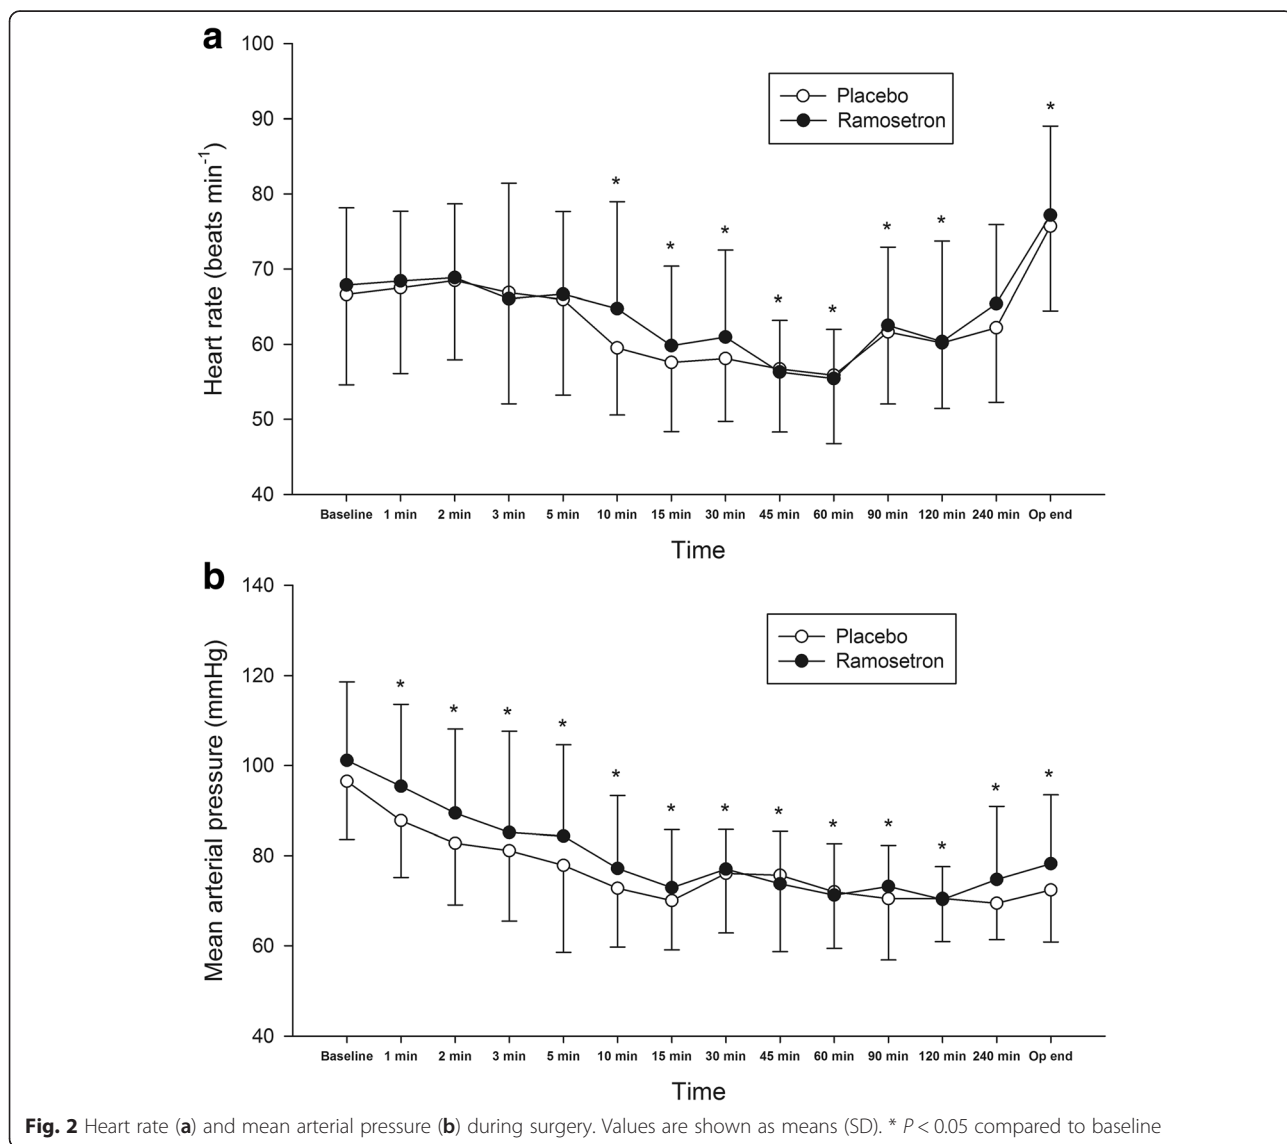 a
100
90
80
70
60
50
40
Heart rate (beats min⁻¹)
Placebo
Ramosetron
*
*
*
*
*
*
*
*
Baseline 1 min 2 min 3 min 5 min 10 min 15 min 30 min 45 min 60 min 90 min 120 min 240 min Op end
Time
b
140
120
100
80
60
40
Mean arterial pressure (mmHg)
Placebo
Ramosetron
*
*
*
*
*
*
*
*
*
*
*
*
*
Baseline 1 min 2 min 3 min 5 min 10 min 15 min 30 min 45 min 60 min 90 min 120 min 240 min Op end
Time
Fig. 2 Heart rate (a) and mean arterial pressure (b) during surgery. Values are shown as means (SD). * P < 0.05 compared to baseline